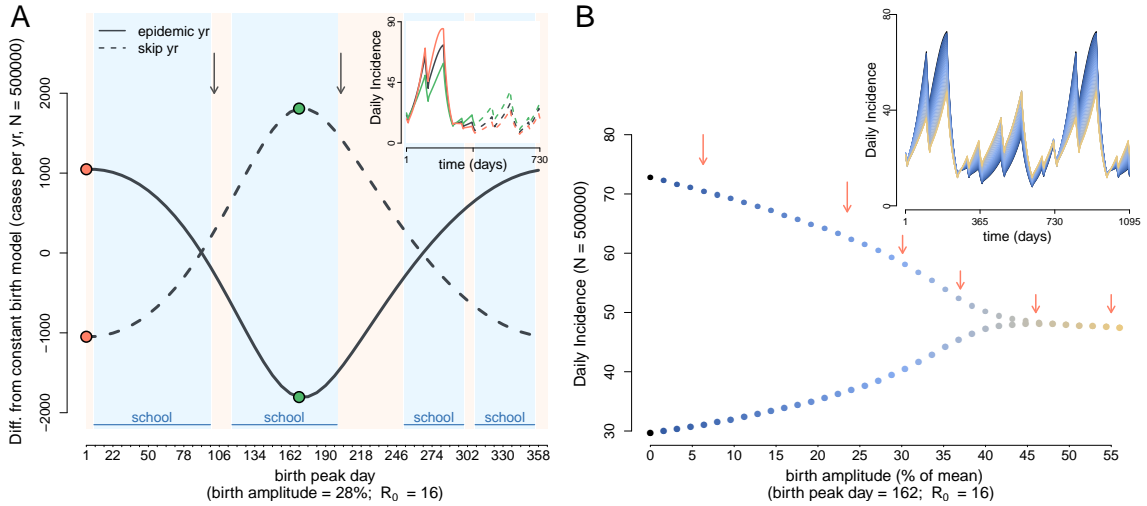 A
epidemic yr
skip yr
Diff. from constant birth model (cases per yr, N = 500000)
2000
1000
0
−1000
−2000
school
school
school
school
1 22 50 78 106 134 162 190 218 246 274 302 330 358
birth peak day
(birth amplitude = 28%; R0 = 16)
Daily Incidence
90
45
0
1 730
time (days)
B
Daily Incidence (N = 500000)
80
70
60
50
40
30
0 5 10 15 20 25 30 35 40 45 50 55
birth amplitude (% of mean)
(birth peak day = 162; R0 = 16)
Daily Incidence
80
40
0
1 365 730 1095
time (days)